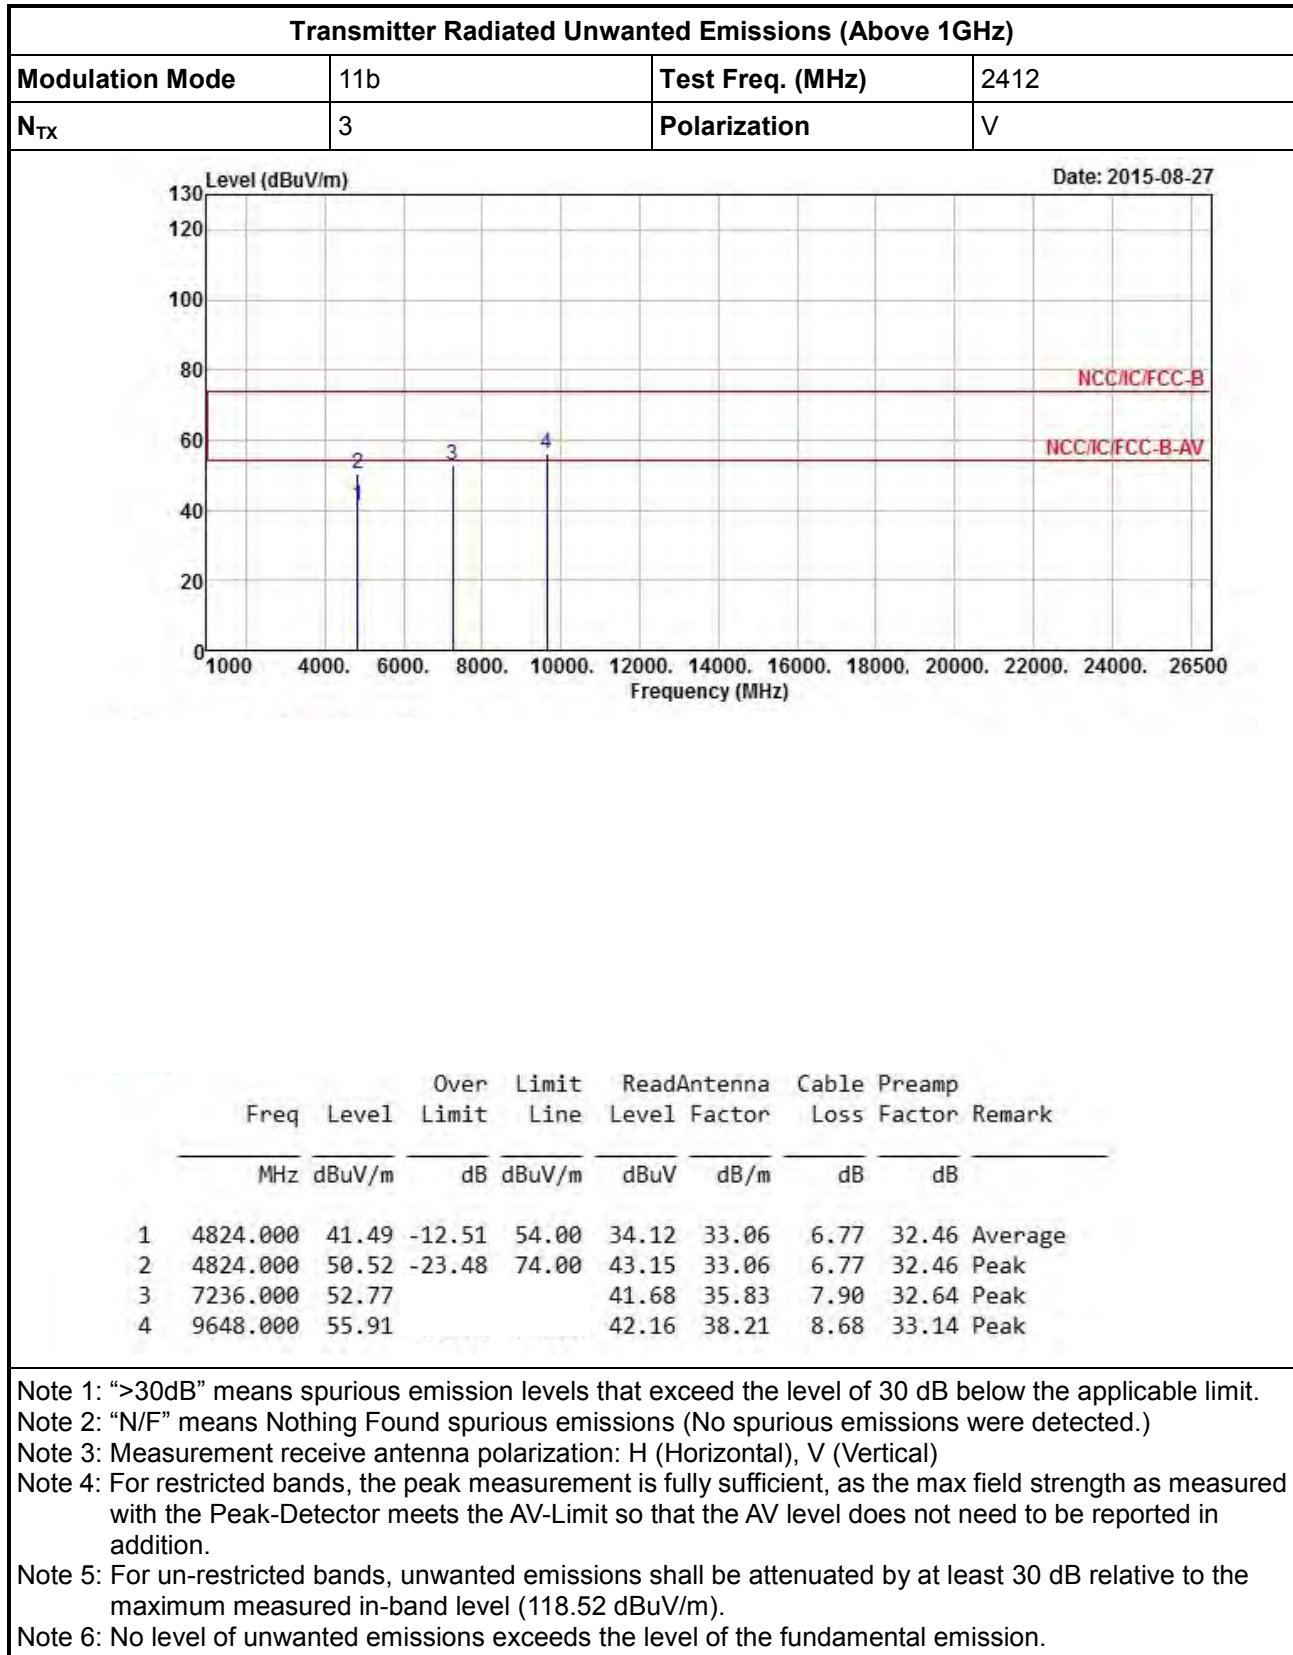 Transmitter Radiated Unwanted Emissions (Above 1GHz)
Modulation Mode 11b Test Freq. (MHz) 2412
NTX 3 Polarization V
Level (dBuV/m) Date: 2015-08-27
130
120
100
80
NCC/IC/FCC-B
60
NCC/IC/FCC-B-AV
4
3
2
1
40
20
0
1000 4000. 6000. 8000. 10000. 12000. 14000. 16000. 18000. 20000. 22000. 24000. 26500
Frequency (MHz)
Over Limit ReadAntenna Cable Preamp
Freq Level Limit Line Level Factor Loss Factor Remark
MHz dBuV/m dB dBuV/m dBuV dB/m dB dB
1 4824.000 41.49 -12.51 54.00 34.12 33.06 6.77 32.46 Average
2 4824.000 50.52 -23.48 74.00 43.15 33.06 6.77 32.46 Peak
3 7236.000 52.77 41.68 35.83 7.90 32.64 Peak
4 9648.000 55.91 42.16 38.21 8.68 33.14 Peak
Note 1: “>30dB” means spurious emission levels that exceed the level of 30 dB below the applicable limit.
Note 2: “N/F” means Nothing Found spurious emissions (No spurious emissions were detected.)
Note 3: Measurement receive antenna polarization: H (Horizontal), V (Vertical)
Note 4: For restricted bands, the peak measurement is fully sufficient, as the max field strength as measured
with the Peak-Detector meets the AV-Limit so that the AV level does not need to be reported in
addition.
Note 5: For un-restricted bands, unwanted emissions shall be attenuated by at least 30 dB relative to the
maximum measured in-band level (118.52 dBuV/m).
Note 6: No level of unwanted emissions exceeds the level of the fundamental emission.